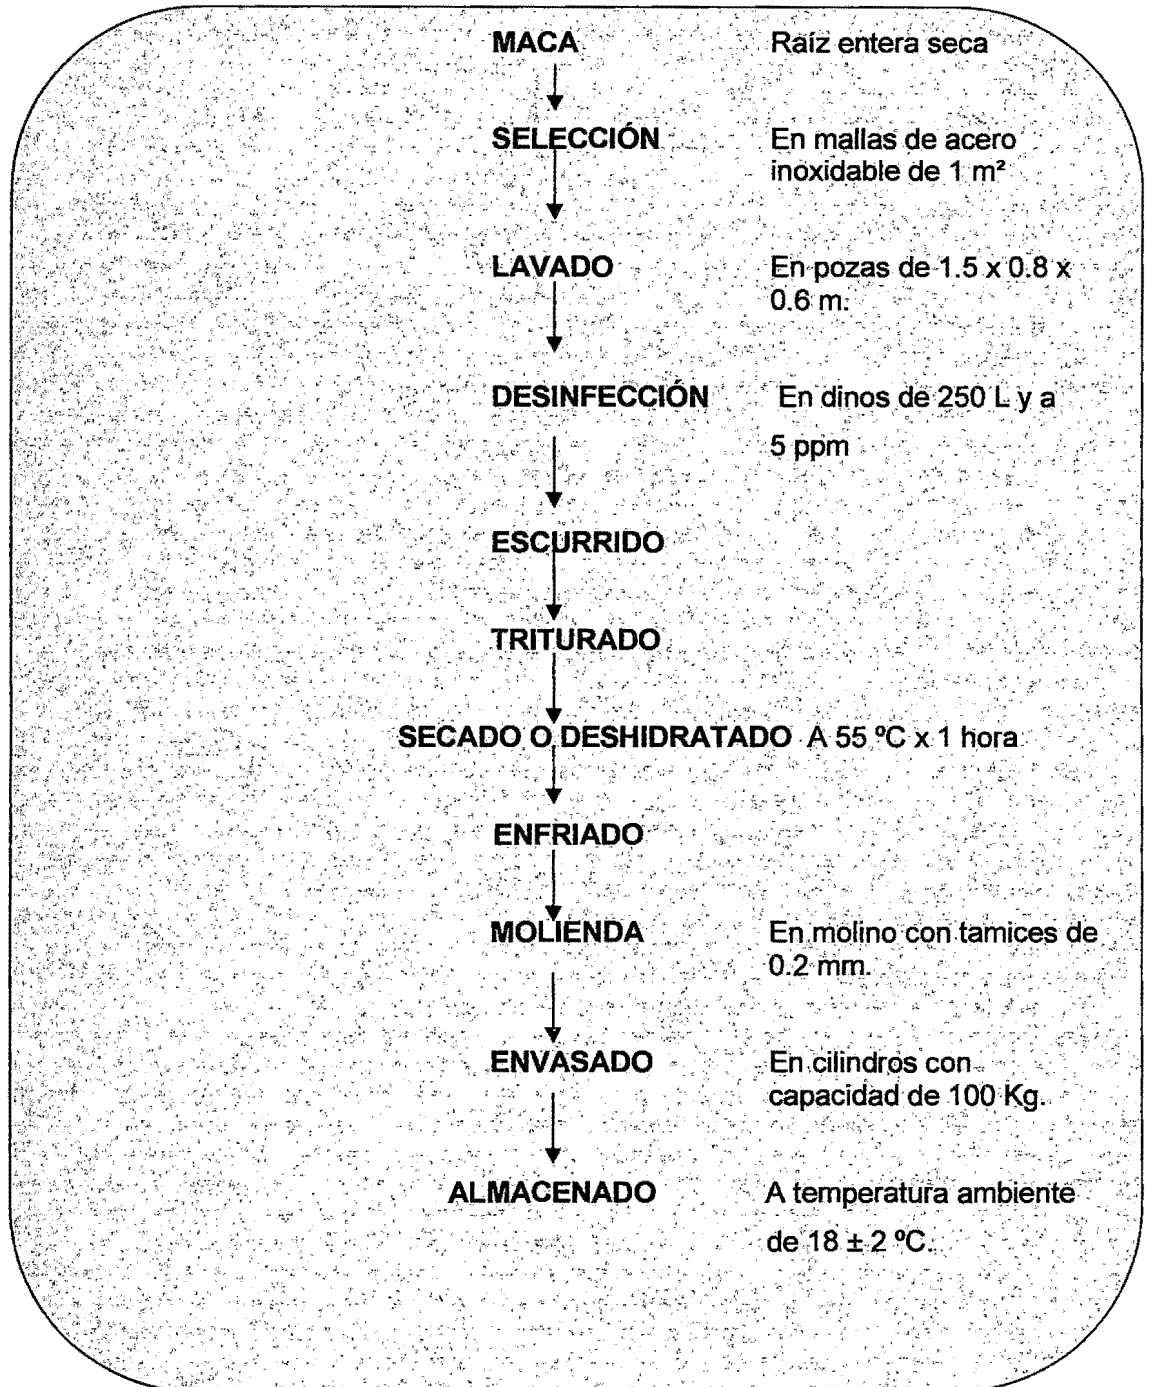 MACA Raíz entera seca
SELECCIÓN En mallas de acero
inoxidable de 1 m²
LAVADO En pozas de 1.5 x 0.8 x
0.6 m.
DESINFECCIÓN En dinos de 250 L y a
5 ppm
ESCURRIDO
TRITURADO
SECADO O DESHIDRATADO A 55 ºC x 1 hora
ENFRIADO
MOLIENDA En molino con tamices de
0.2 mm.
ENVASADO En cilindros con
capacidad de 100 Kg.
ALMACENADO A temperatura ambiente
de 18 ± 2 ºC.